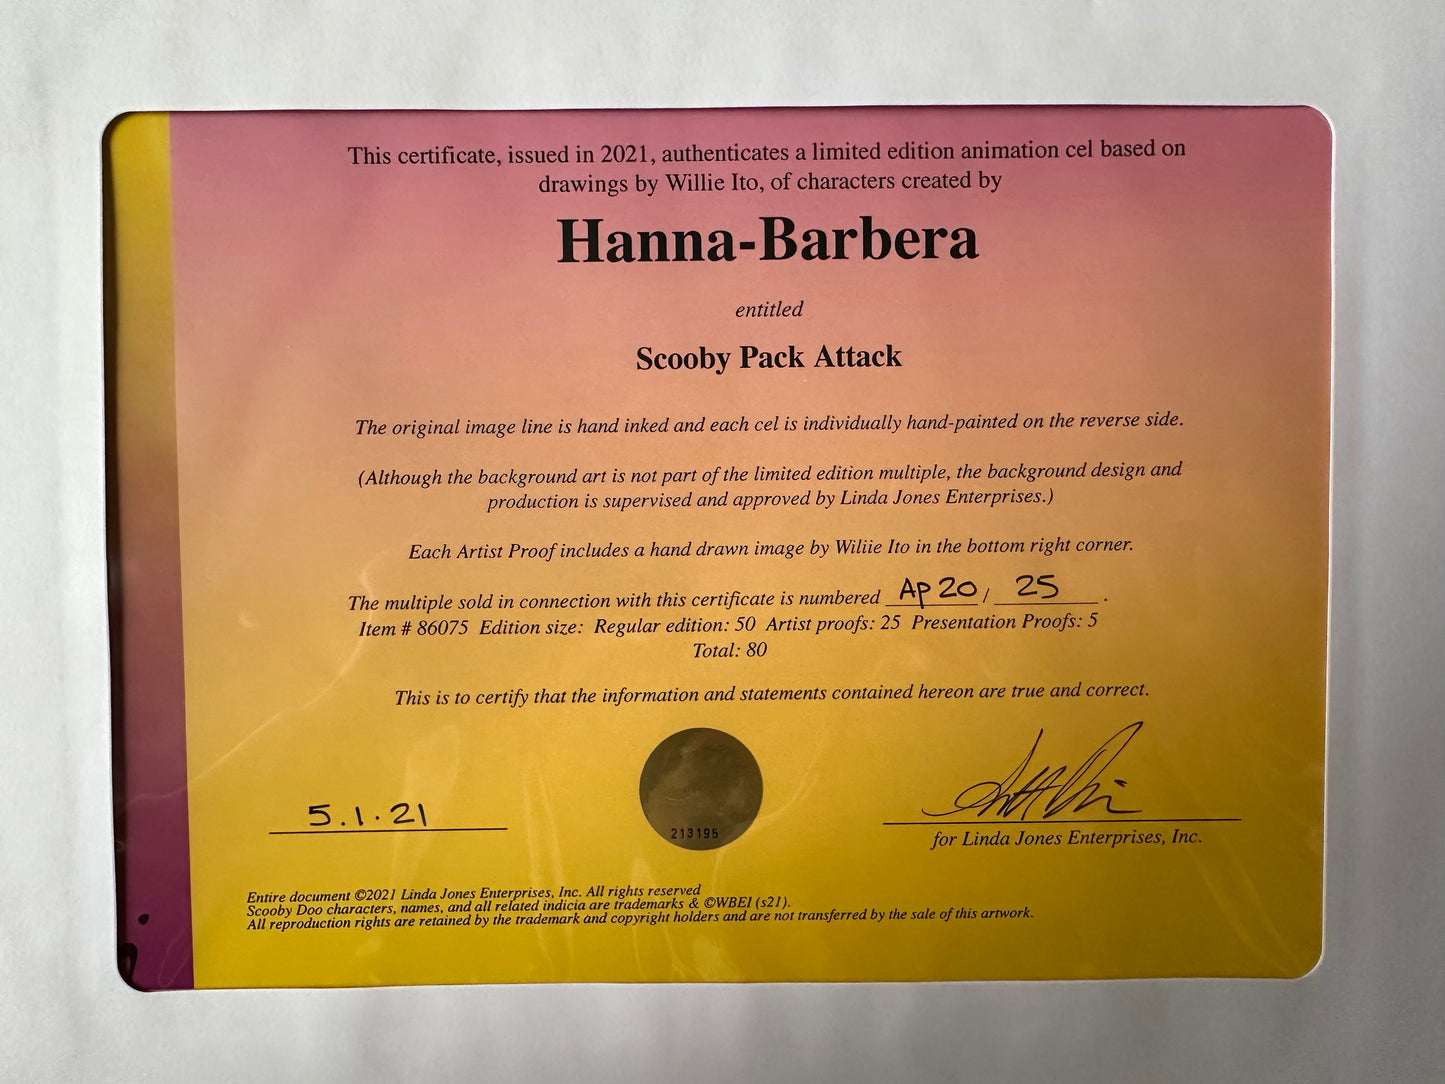 This certificate, issued in 2021, authenticates a limited edition animation cel based on
drawings by Willie Ito, of characters created by
Hanna-Barbera
entitled
Scooby Pack Attack
The original image line is hand inked and each cel is individually hand-painted on the reverse side.
(Although the background art is not part of the limited edition multiple, the background design and
production is supervised and approved by Linda Jones Enterprises.)
Each Artist Proof includes a hand drawn image by Wiliie Ito in the bottom right corner.
The multiple sold in connection with this certificate is numbered AP 20 / 25 .
Item # 86075 Edition size: Regular edition: 50 Artist proofs: 25 Presentation Proofs: 5
Total: 80
This is to certify that the information and statements contained hereon are true and correct.
5.1.21
213195
for Linda Jones Enterprises, Inc.
Entire document ©2021 Linda Jones Enterprises, Inc. All rights reserved
Scooby Doo characters, names, and all related indicia are trademarks & ©WBEI (s21).
All reproduction rights are retained by the trademark and copyright holders and are not transferred by the sale of this artwork.